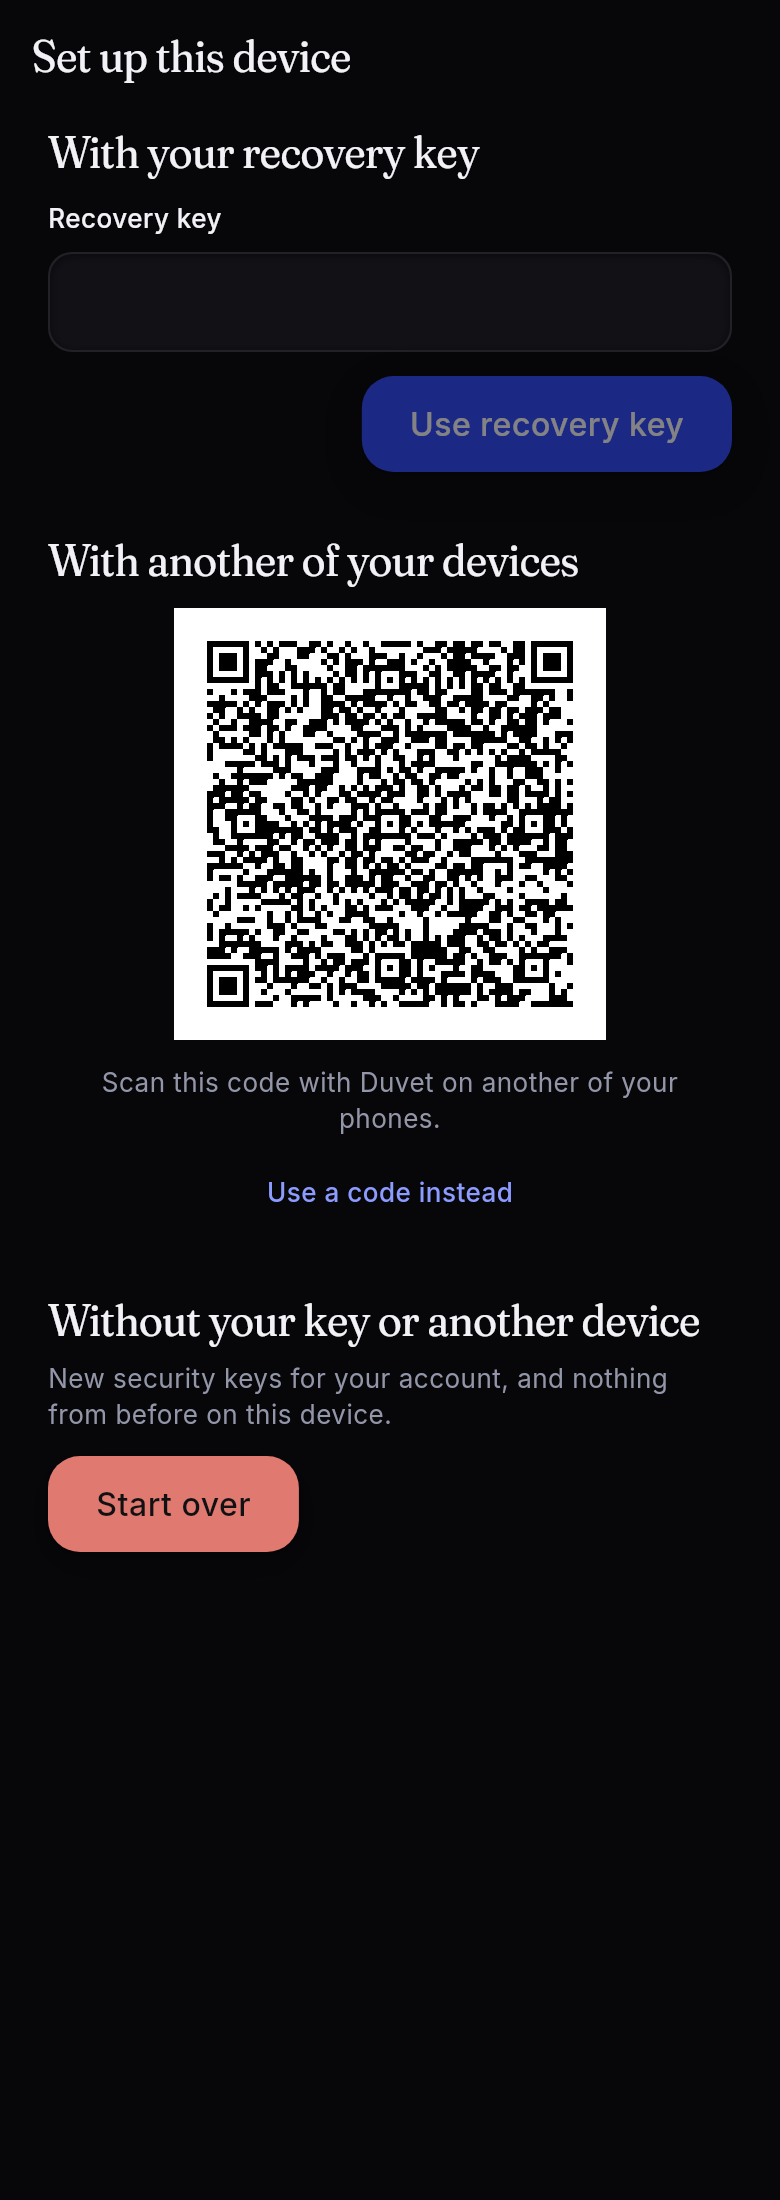 Set up this device
With your recovery key
Recovery key
Use recovery key
With another of your devices
Scan this code with Duvet on another of your
phones.
Use a code instead
Without your key or another device
New security keys for your account, and nothing
from before on this device.
Start over